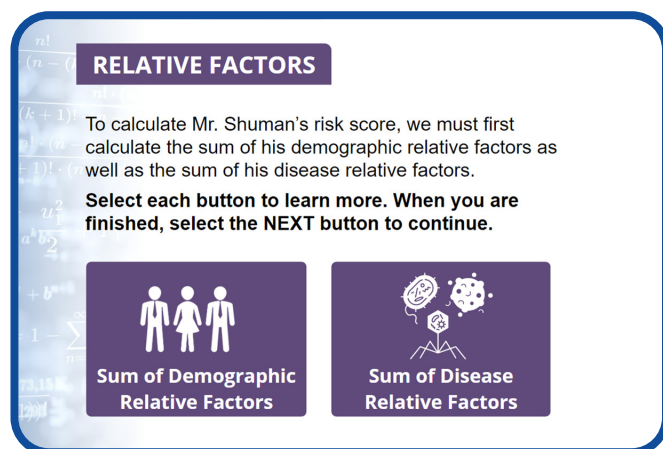 n!
RELATIVE FACTORS
(k + 1)!
To calculate Mr. Shuman's risk score, we must first
calculate the sum of his demographic relative factors as
well as the sum of his disease relative factors.
Select each button to learn more. When you are
finished, select the NEXT button to continue.
Sum of Demographic
Relative Factors
Sum of Disease
Relative Factors